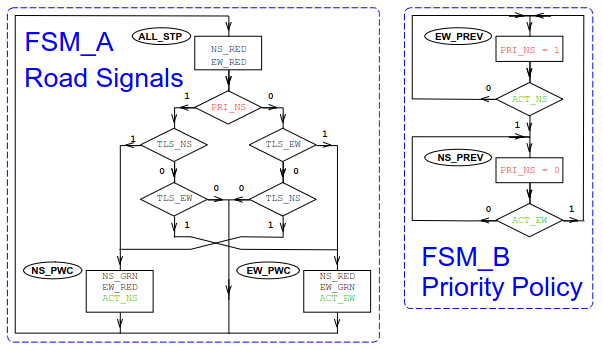 FSM_A
Road Signals
ALL_STP
NS_RED
EW_RED
1
PRI_NS
0
1
TLS_NS
0
TLS_EW
1
0
TLS_EW
0
1
0
TLS_NS
0
1
NS_PWC
NS_GRN
EW_RED
ACT_NS
EW_PWC
NS_RED
EW_GRN
ACT_EW
EW_PREV
PRI_NS = 1
0
ACT_NS
1
NS_PREV
PRI_NS = 0
0
ACT_EW
1
FSM_B
Priority Policy